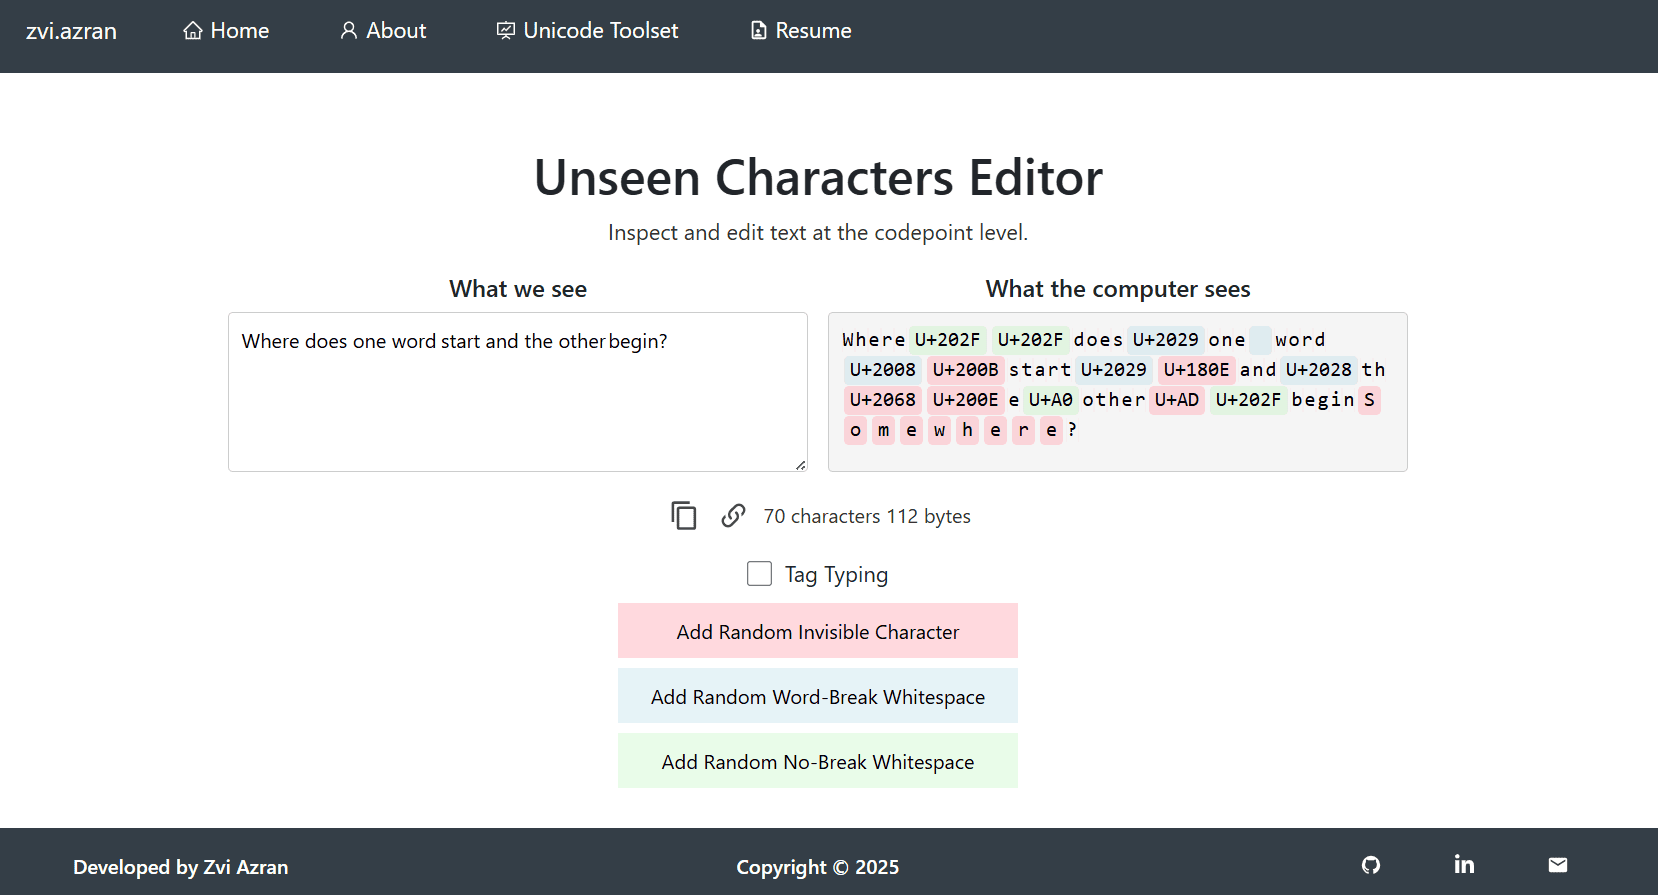 zvi.azran Home About Unicode Toolset Resume
Unseen Characters Editor
Inspect and edit text at the codepoint level.
What we see
Where does one word start and the other begin?
What the computer sees
Where U+202F U+202F does U+2029 one word
U+2008 U+200B start U+2029 U+180E and U+2028 th
U+2068 U+200E e U+A0 other U+AD U+202F begin S
o m e w h e r e ?
70 characters 112 bytes
Tag Typing
Add Random Invisible Character
Add Random Word-Break Whitespace
Add Random No-Break Whitespace
Developed by Zvi Azran Copyright © 2025 in